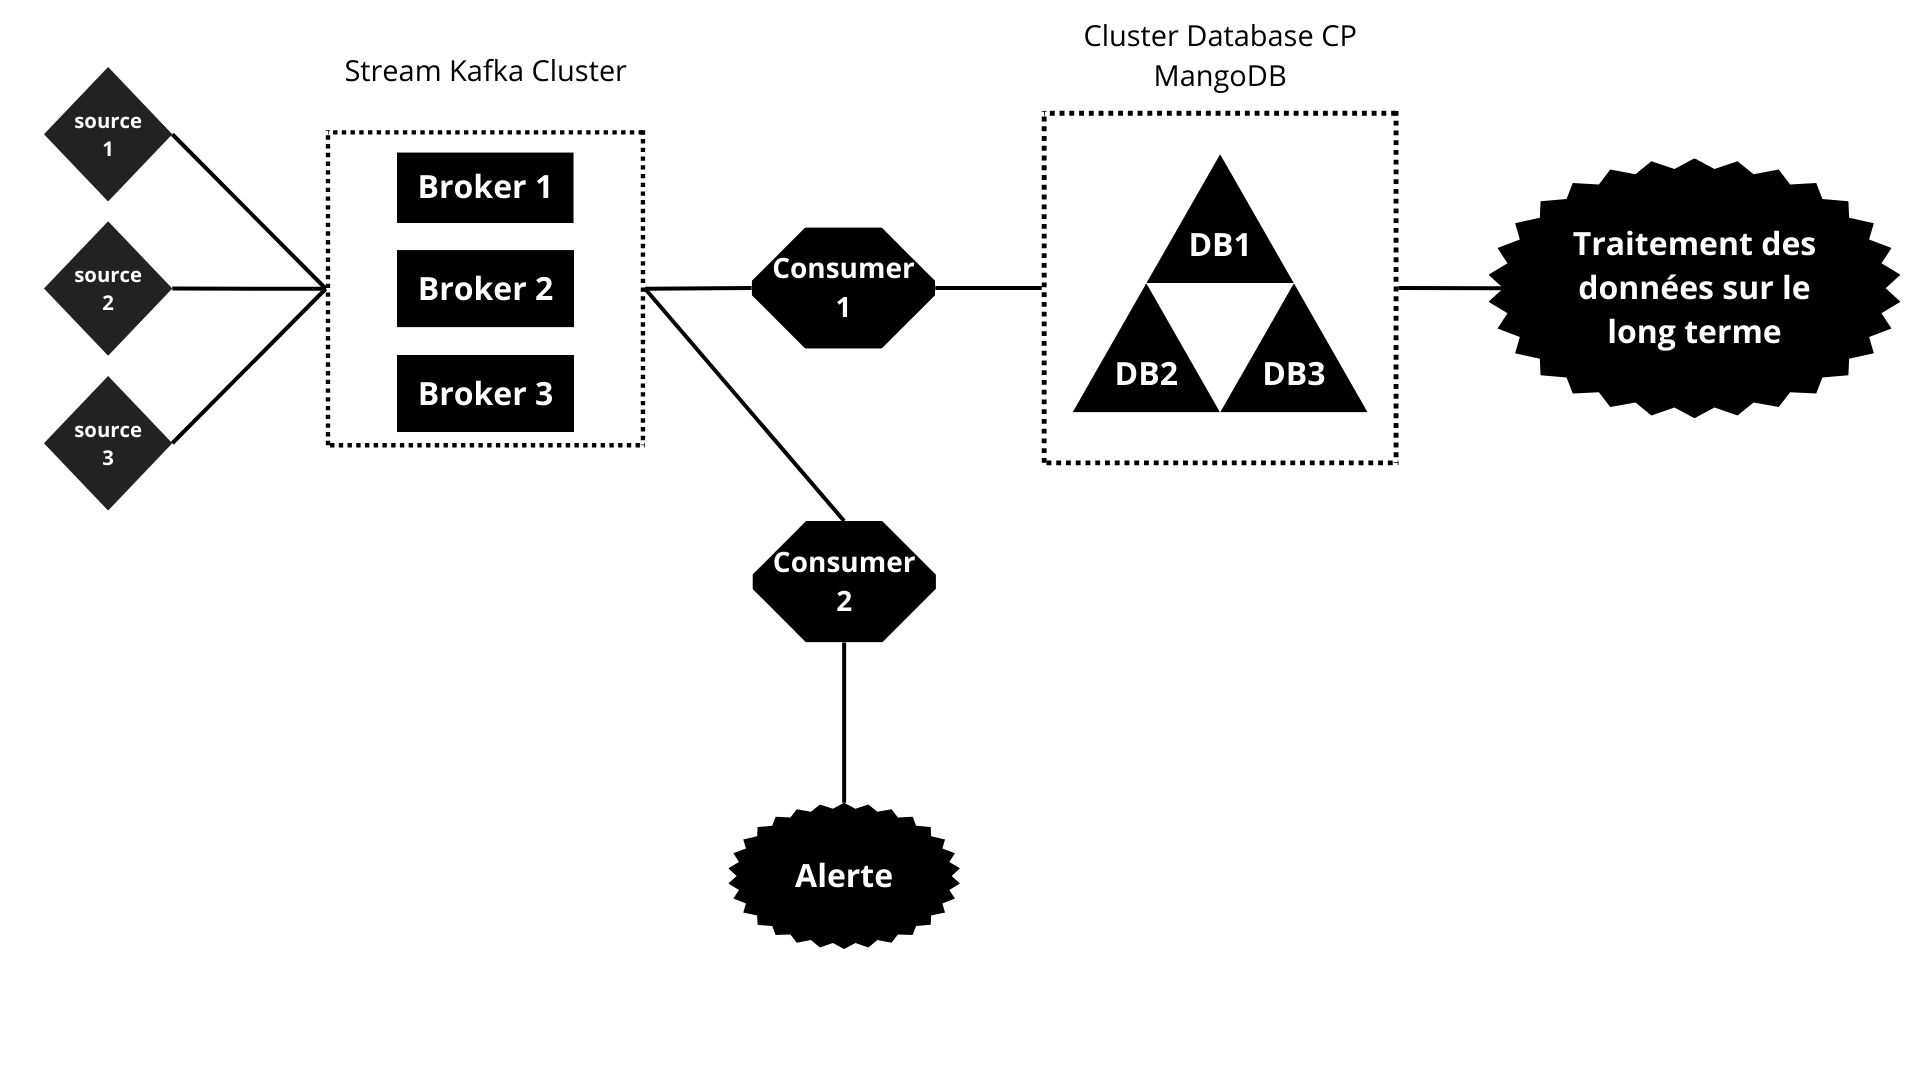 Cluster Database CP
MangoDB
Stream Kafka Cluster
source
1
source
2
source
3
Broker 1
Broker 2
Broker 3
Consumer
1
DB1
DB2
DB3
Traitement des
données sur le
long terme
Consumer
2
Alerte